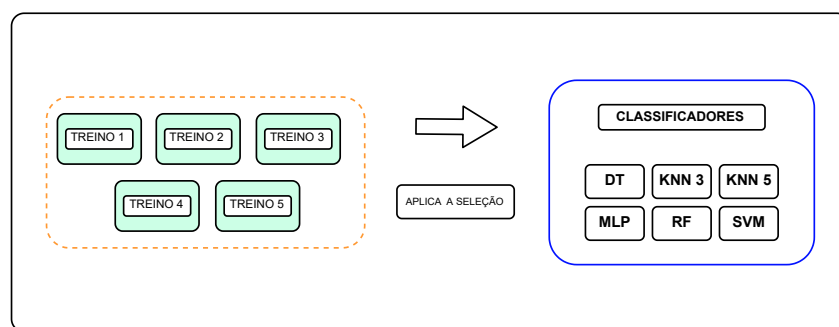 TREINO 1
TREINO 2
TREINO 3
TREINO 4
TREINO 5
APLICA A SELEÇÃO
CLASSIFICADORES
DT
KNN 3
KNN 5
MLP
RF
SVM